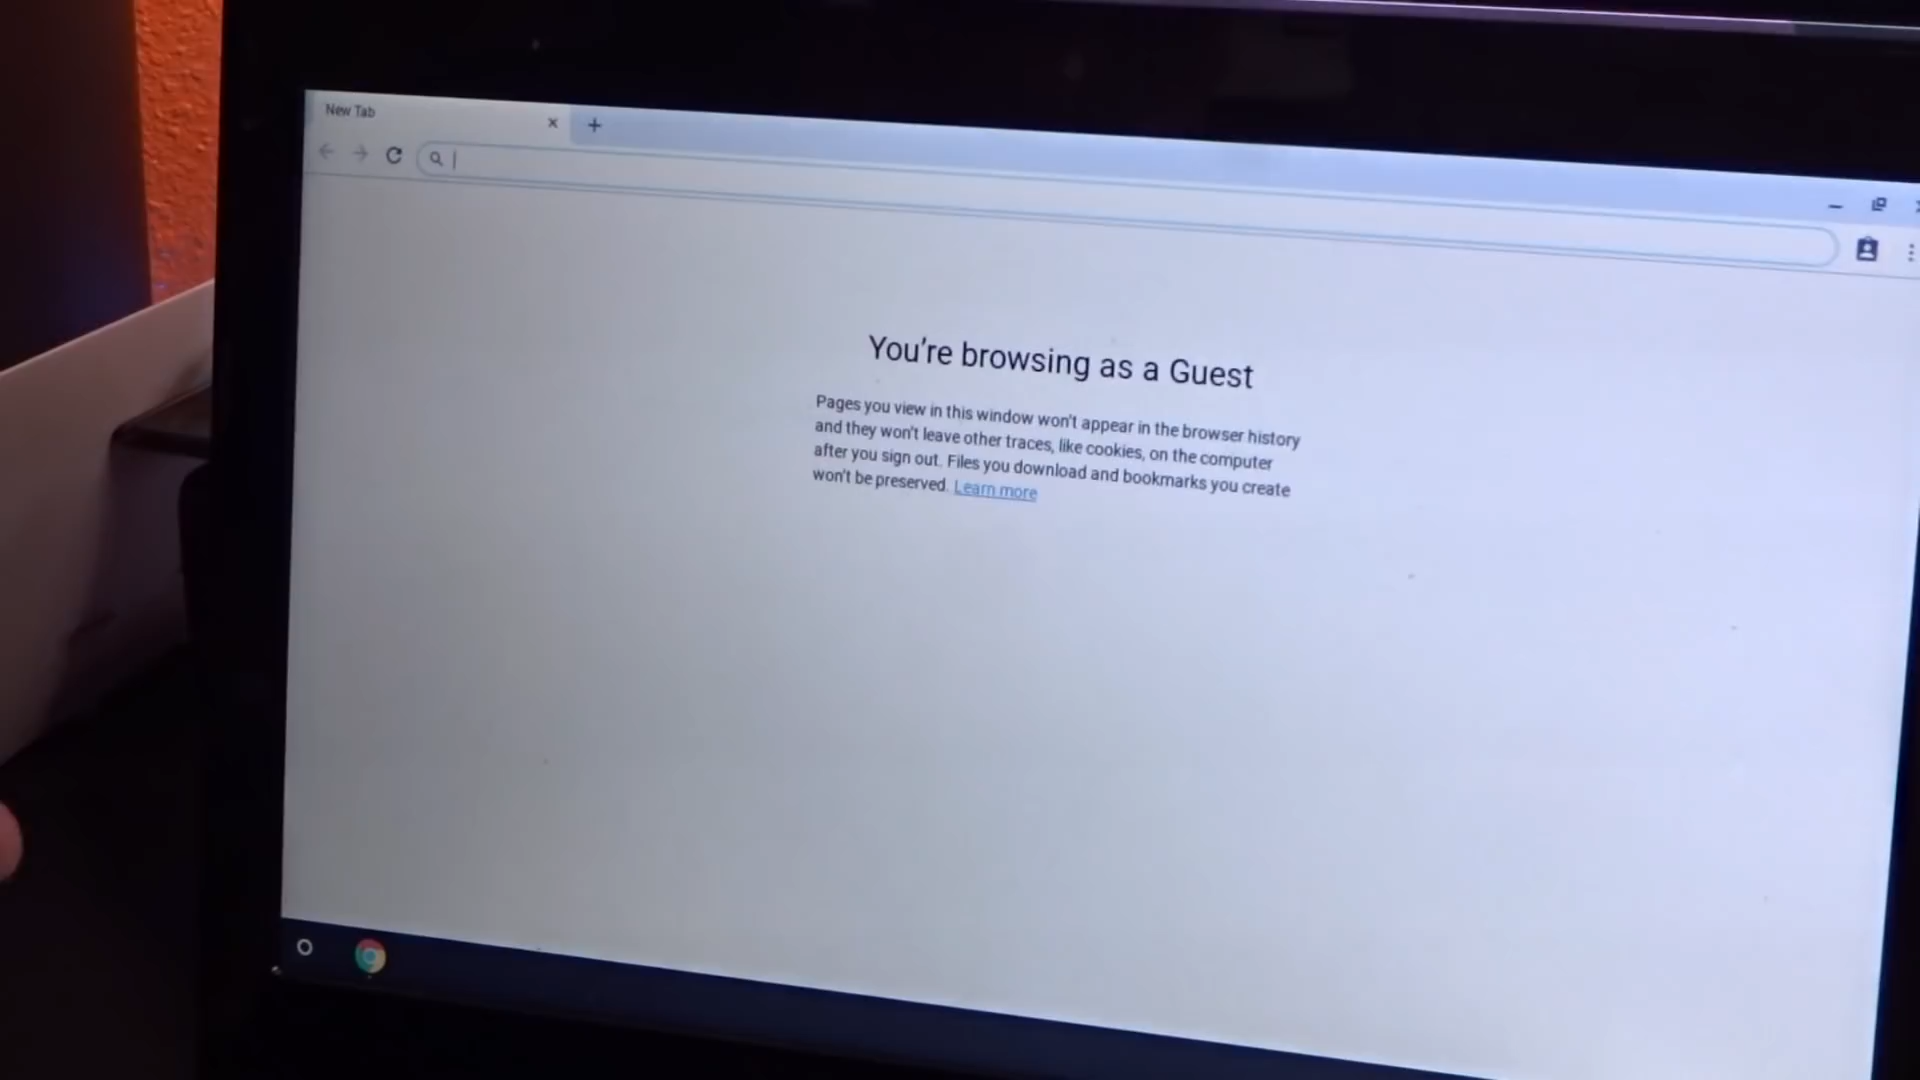 New Tab
You're browsing as a Guest
Pages you view in this window won't appear in the browser history
and they won't leave other traces, like cookies, on the computer
after you sign out. Files you download and bookmarks you create
won't be preserved. Learn more